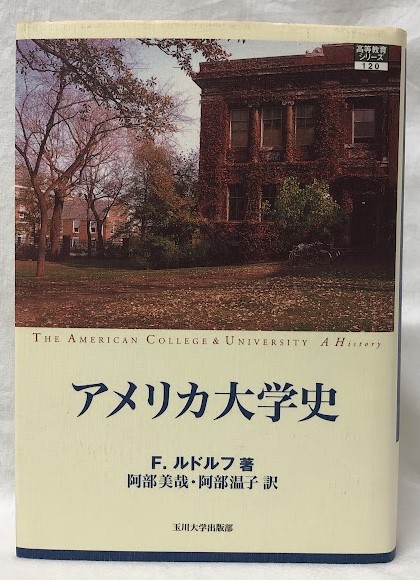 高等教育
シリーズ
120
THE AMERICAN COLLEGE & UNIVERSITY A History
アメリカ大学史
F. ルドルフ 著
阿部美哉・阿部温子 訳
玉川大学出版部